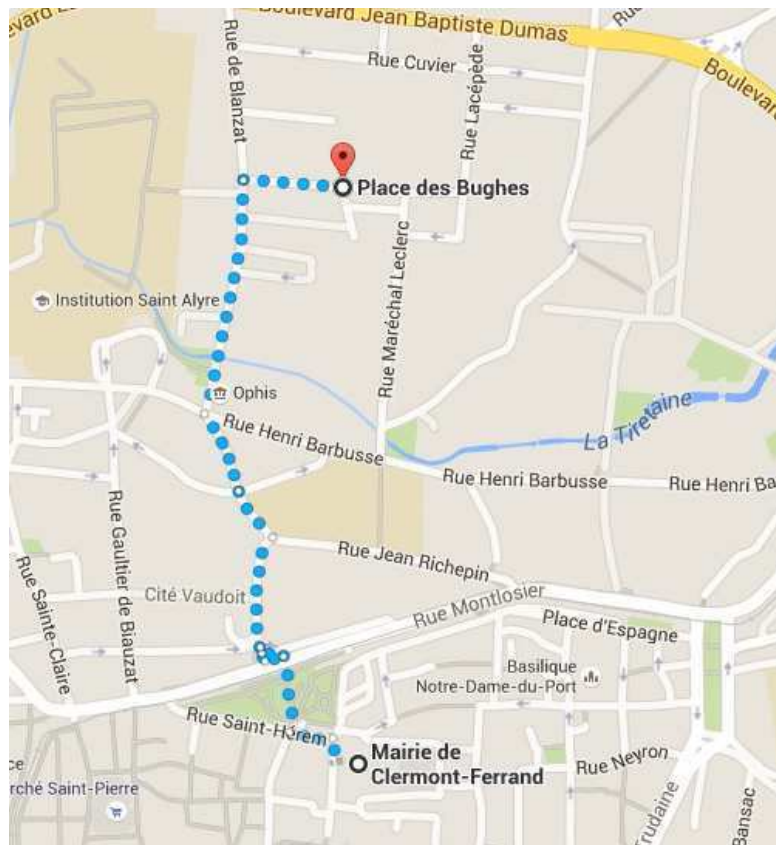 Boulevard Jean Baptiste Dumas
Rue Cuvier
Boulevard
Rue de Blanzat
Rue Lacépède
Place des Bughes
Institution Saint Alyre
Rue Maréchal Leclerc
Ophis
La Tiretaine
Rue Henri Barbusse
Rue Henri Barbusse
Rue Henri Ba
Rue Gaultier de Biauzat
Rue Jean Richepin
Rue Sainte-Claire
Cité Vaudoit
Rue Montlosier
Place d'Espagne
Basilique
Notre-Dame-du-Port
Rue Saint-Hérem
Mairie de
Clermont-Ferrand
Rue Neyron
rché Saint-Pierre
Trudaine
Bansac